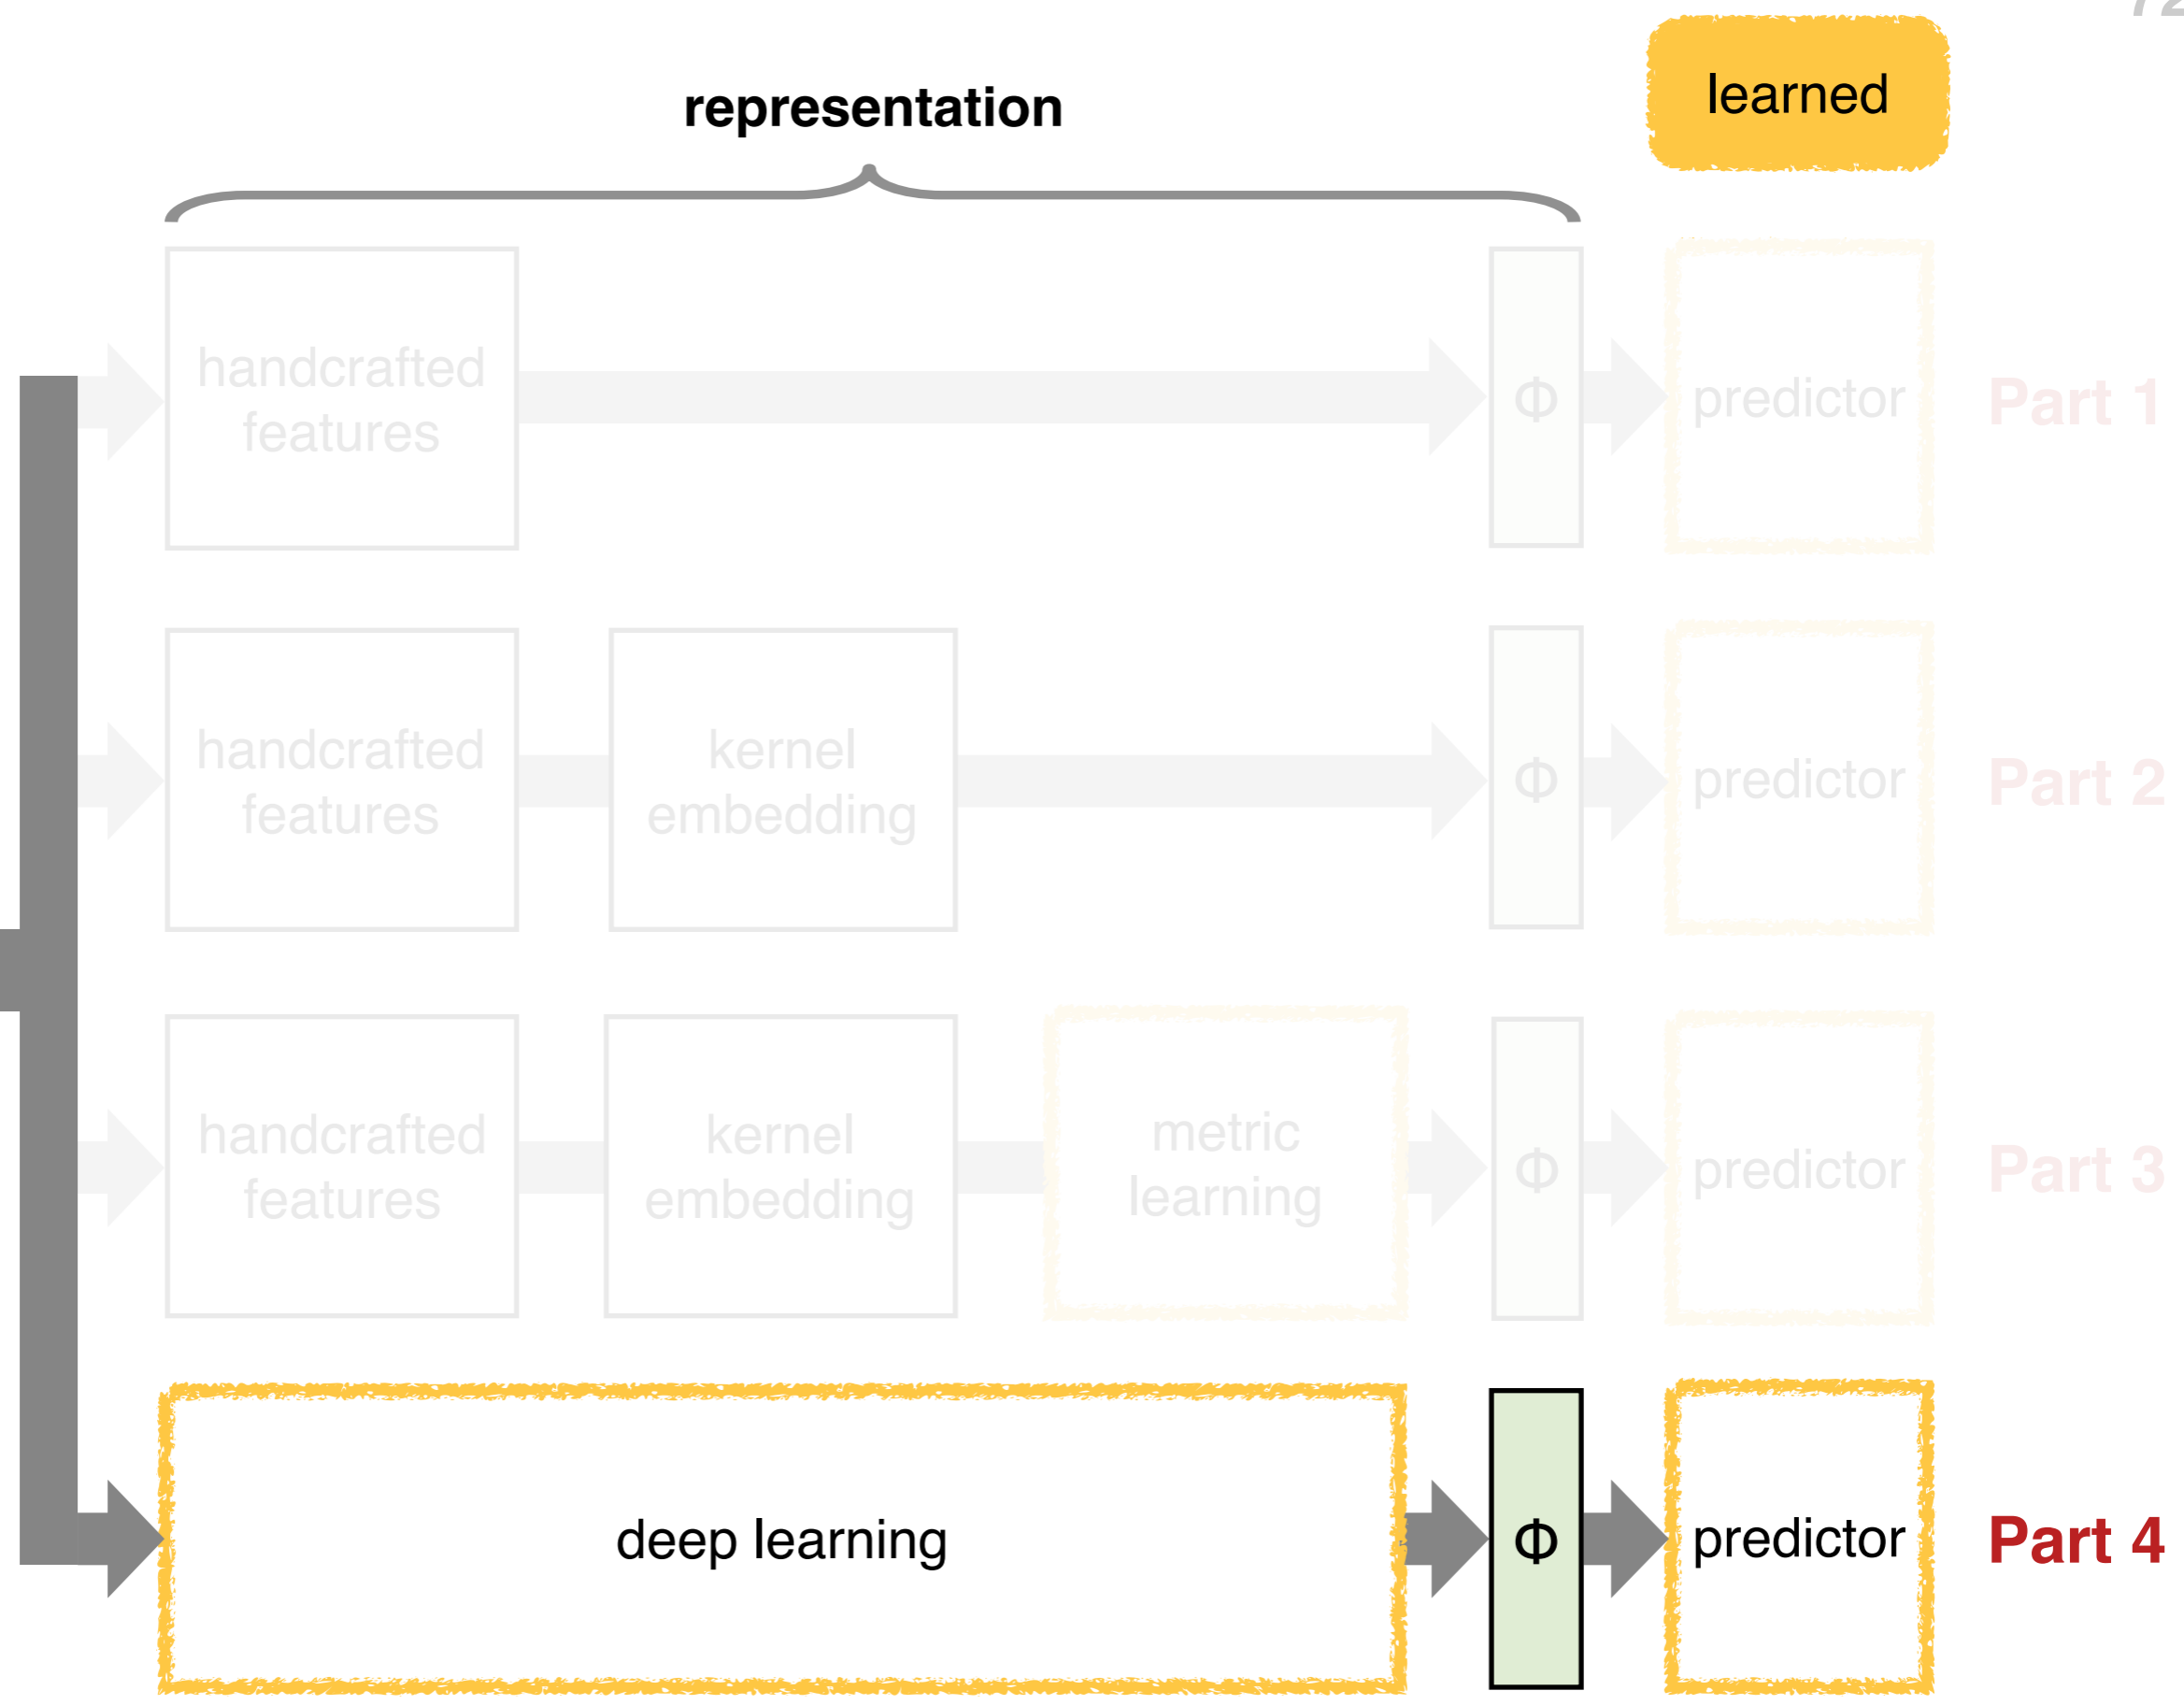 learned
representation
handcrafted
features
Φ
predictor
Part 1
handcrafted
features
kernel
embedding
Φ
predictor
Part 2
handcrafted
features
kernel
embedding
metric
learning
Φ
predictor
Part 3
deep learning
Φ
predictor
Part 4